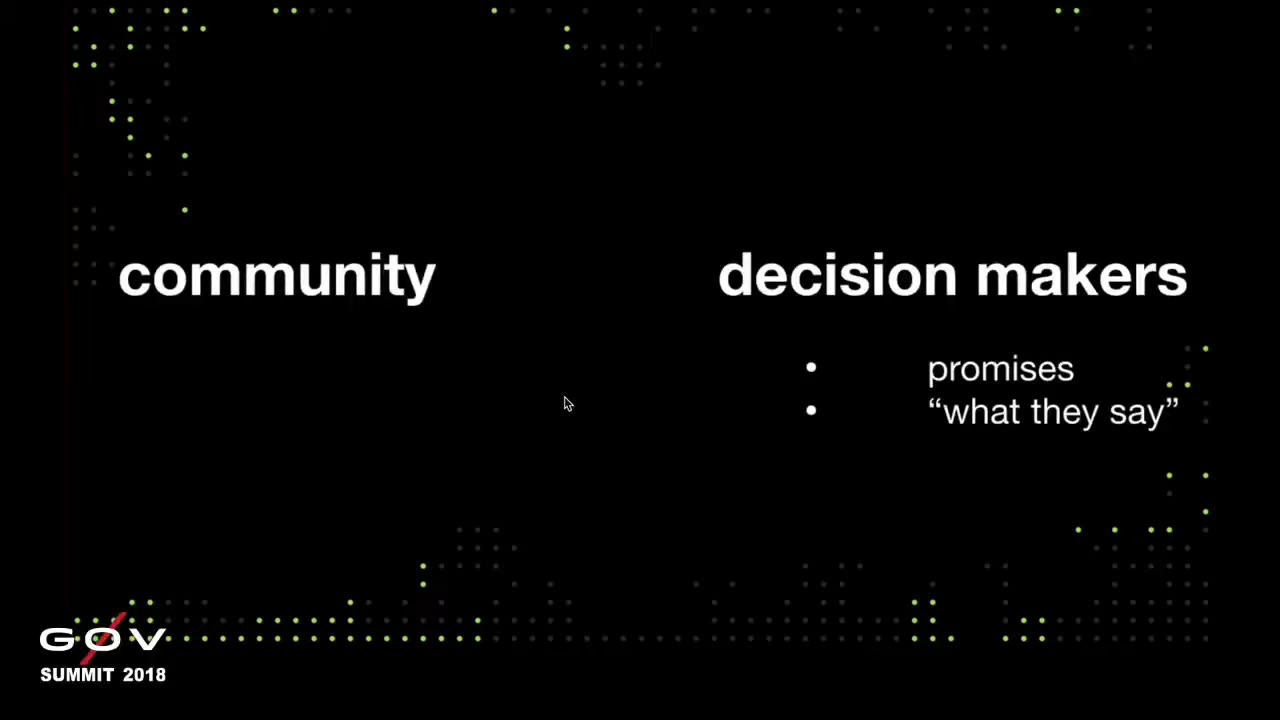 community
decision makers
• promises
• “what they say”
GOV
SUMMIT 2018